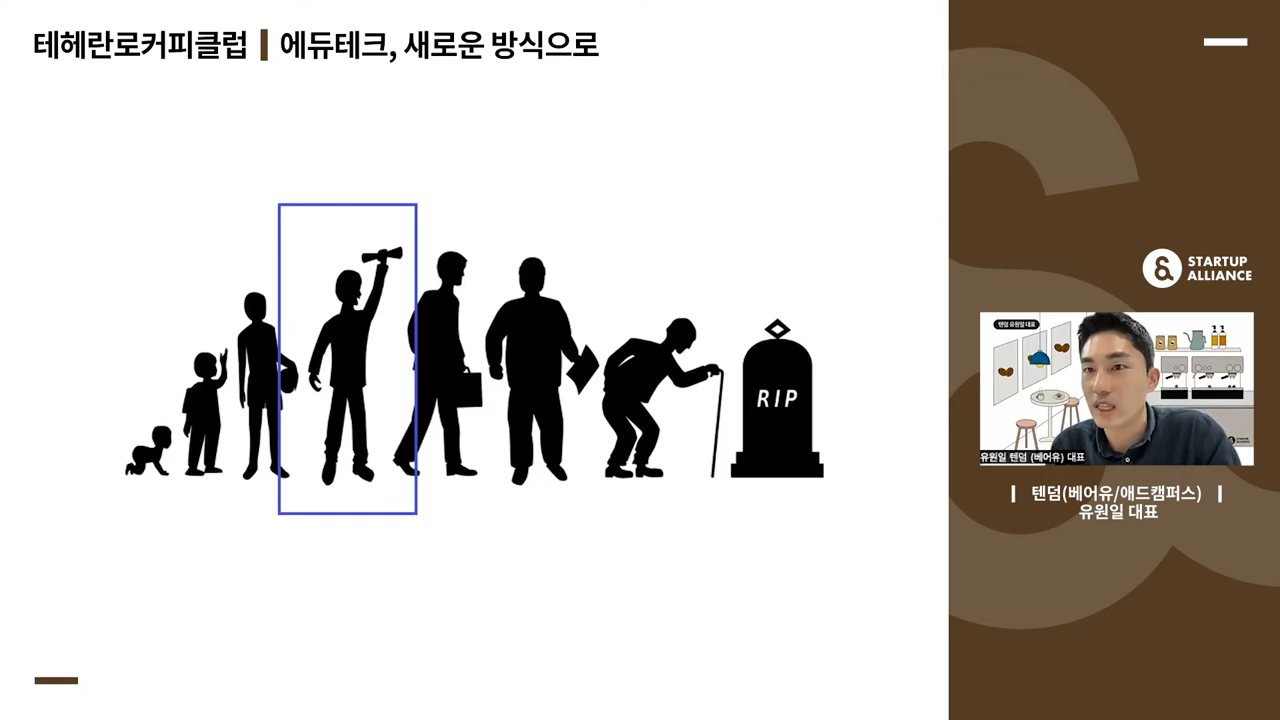 테헤란로커피클럽 | 에듀테크, 새로운 방식으로
RIP
STARTUP
ALLIANCE
텐덤 유원일 대표
유원일 텐덤 (베어유) 대표
| 텐덤(베어유/애드캠퍼스) |
유원일 대표